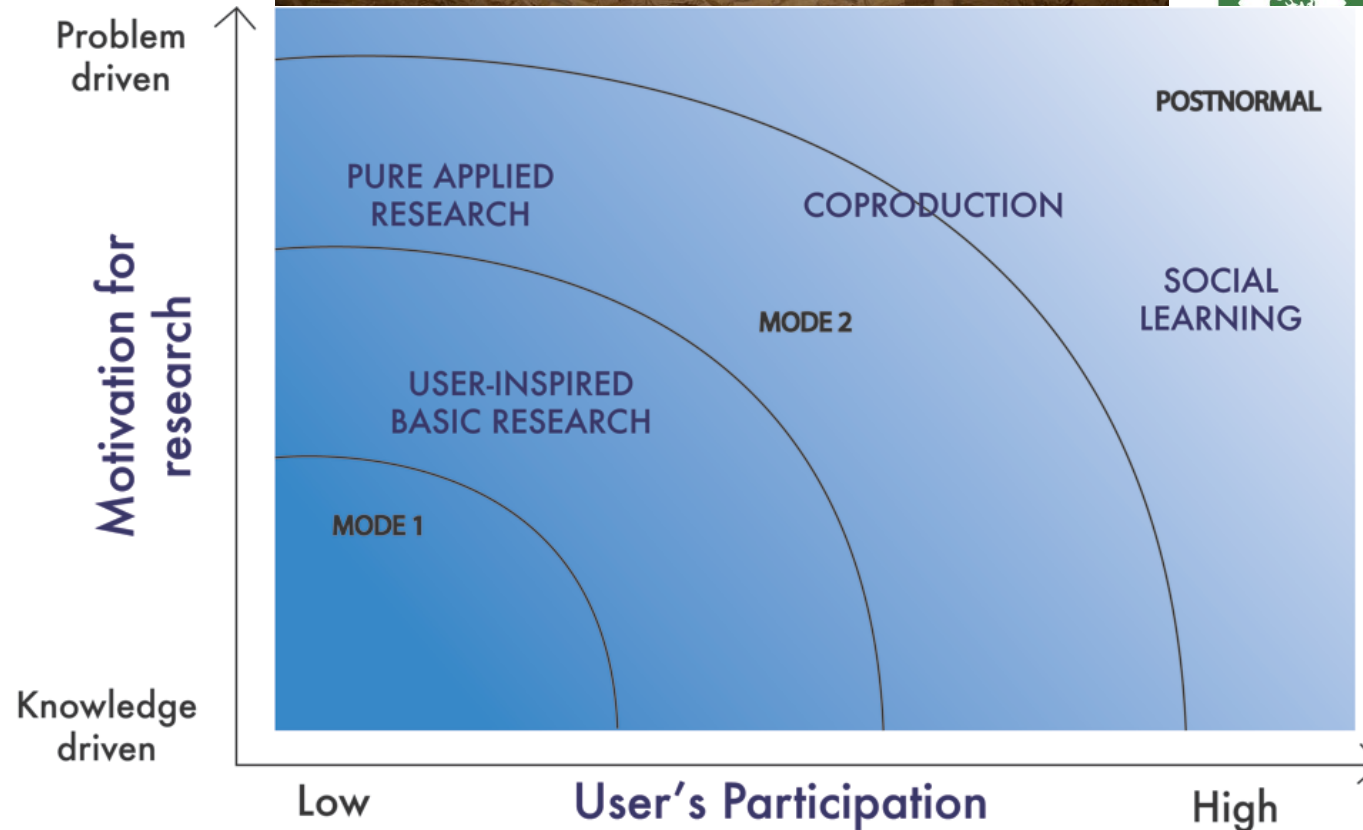 Problem
driven
POSTNORMAL
PURE APPLIED
RESEARCH
COPRODUCTION
SOCIAL
LEARNING
MODE 2
USER-INSPIRED
BASIC RESEARCH
MODE 1
Motivation for
research
Knowledge
driven
Low
User's Participation
High